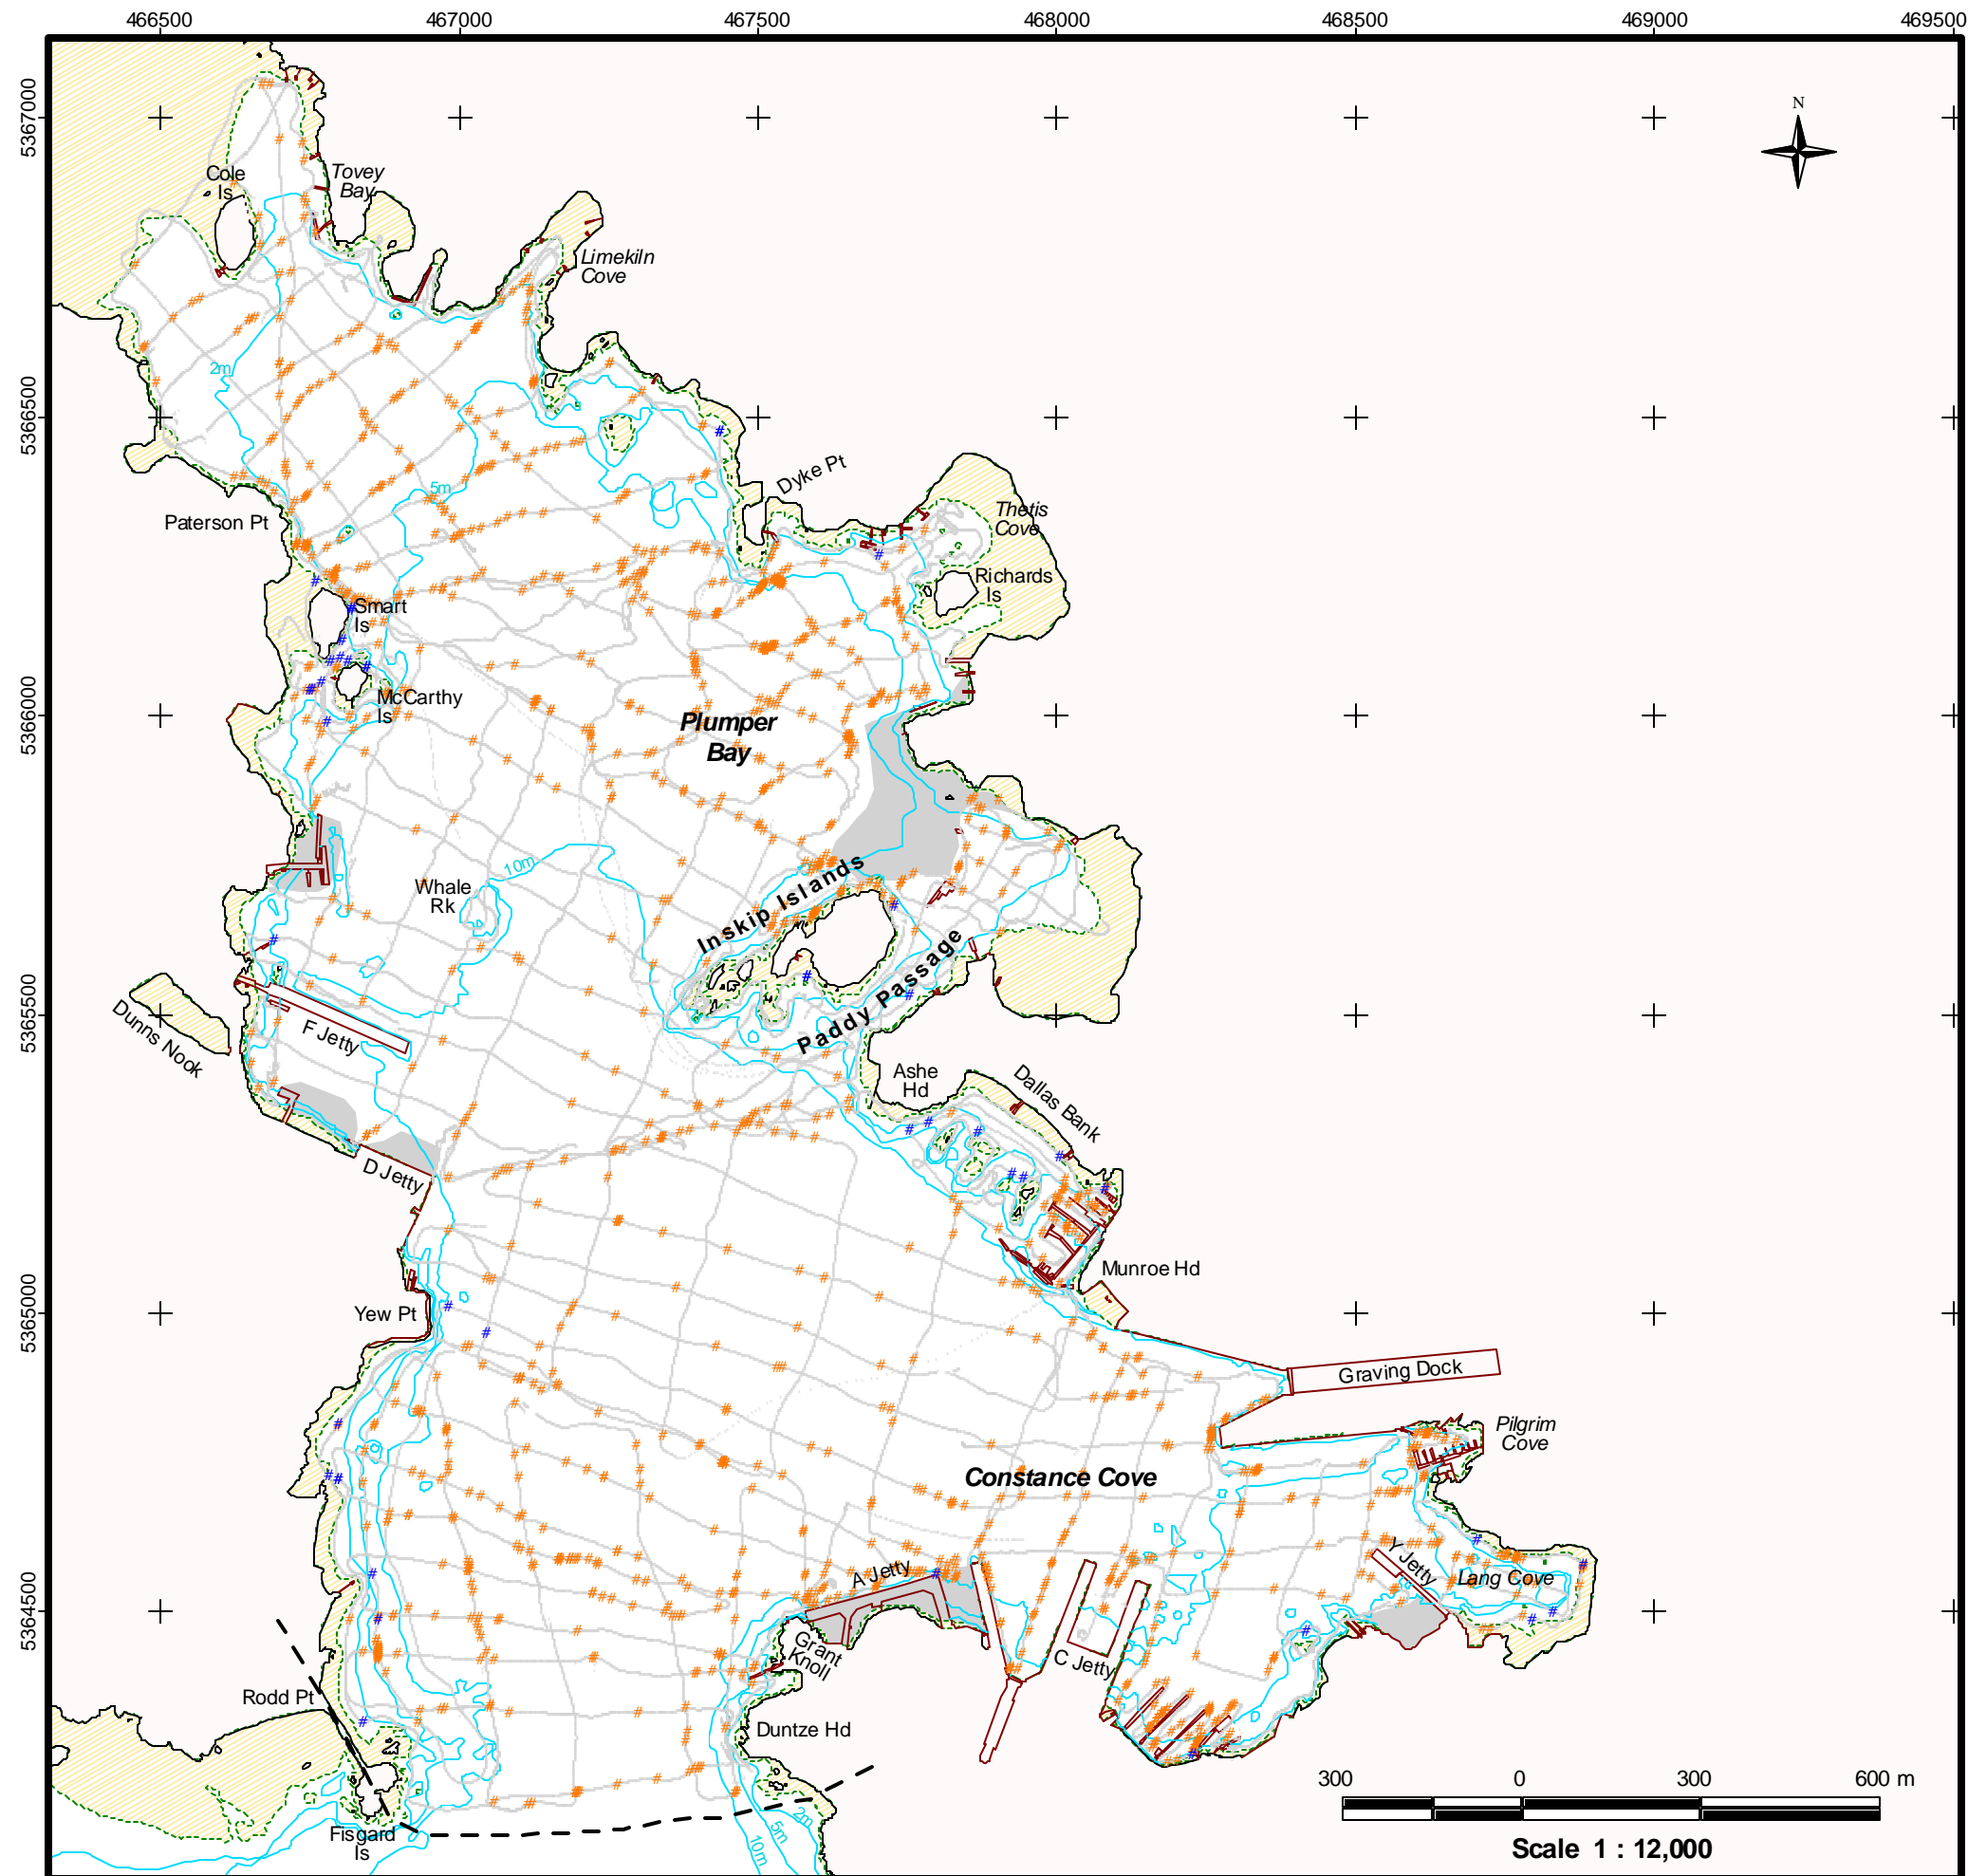 466500
467000
467500
468000
468500
469000
469500
5367000
5366500
5366000
5365500
5365000
5364500
N
Cole
Is
Tovey
Bay
Limekiln
Cove
2m
5m
Dyke Pt
Paterson Pt
Thetis
Cove
Richards
Is
Smart
Is
McCarthy
Is
Plumper
Bay
10m
Whale
Rk
Inskip Islands
Paddy Passage
Dunns Nook
F Jetty
Ashe
Hd
Dallas Bank
D Jetty
Munroe Hd
Yew Pt
Graving Dock
Pilgrim
Cove
Constance Cove
A Jetty
Y Jetty
Lang Cove
Grant
Knoll
C Jetty
Rodd Pt
Duntze Hd
Fisgard
Is
2m
5m
10m
300
0
300
600 m
Scale 1 : 12,000